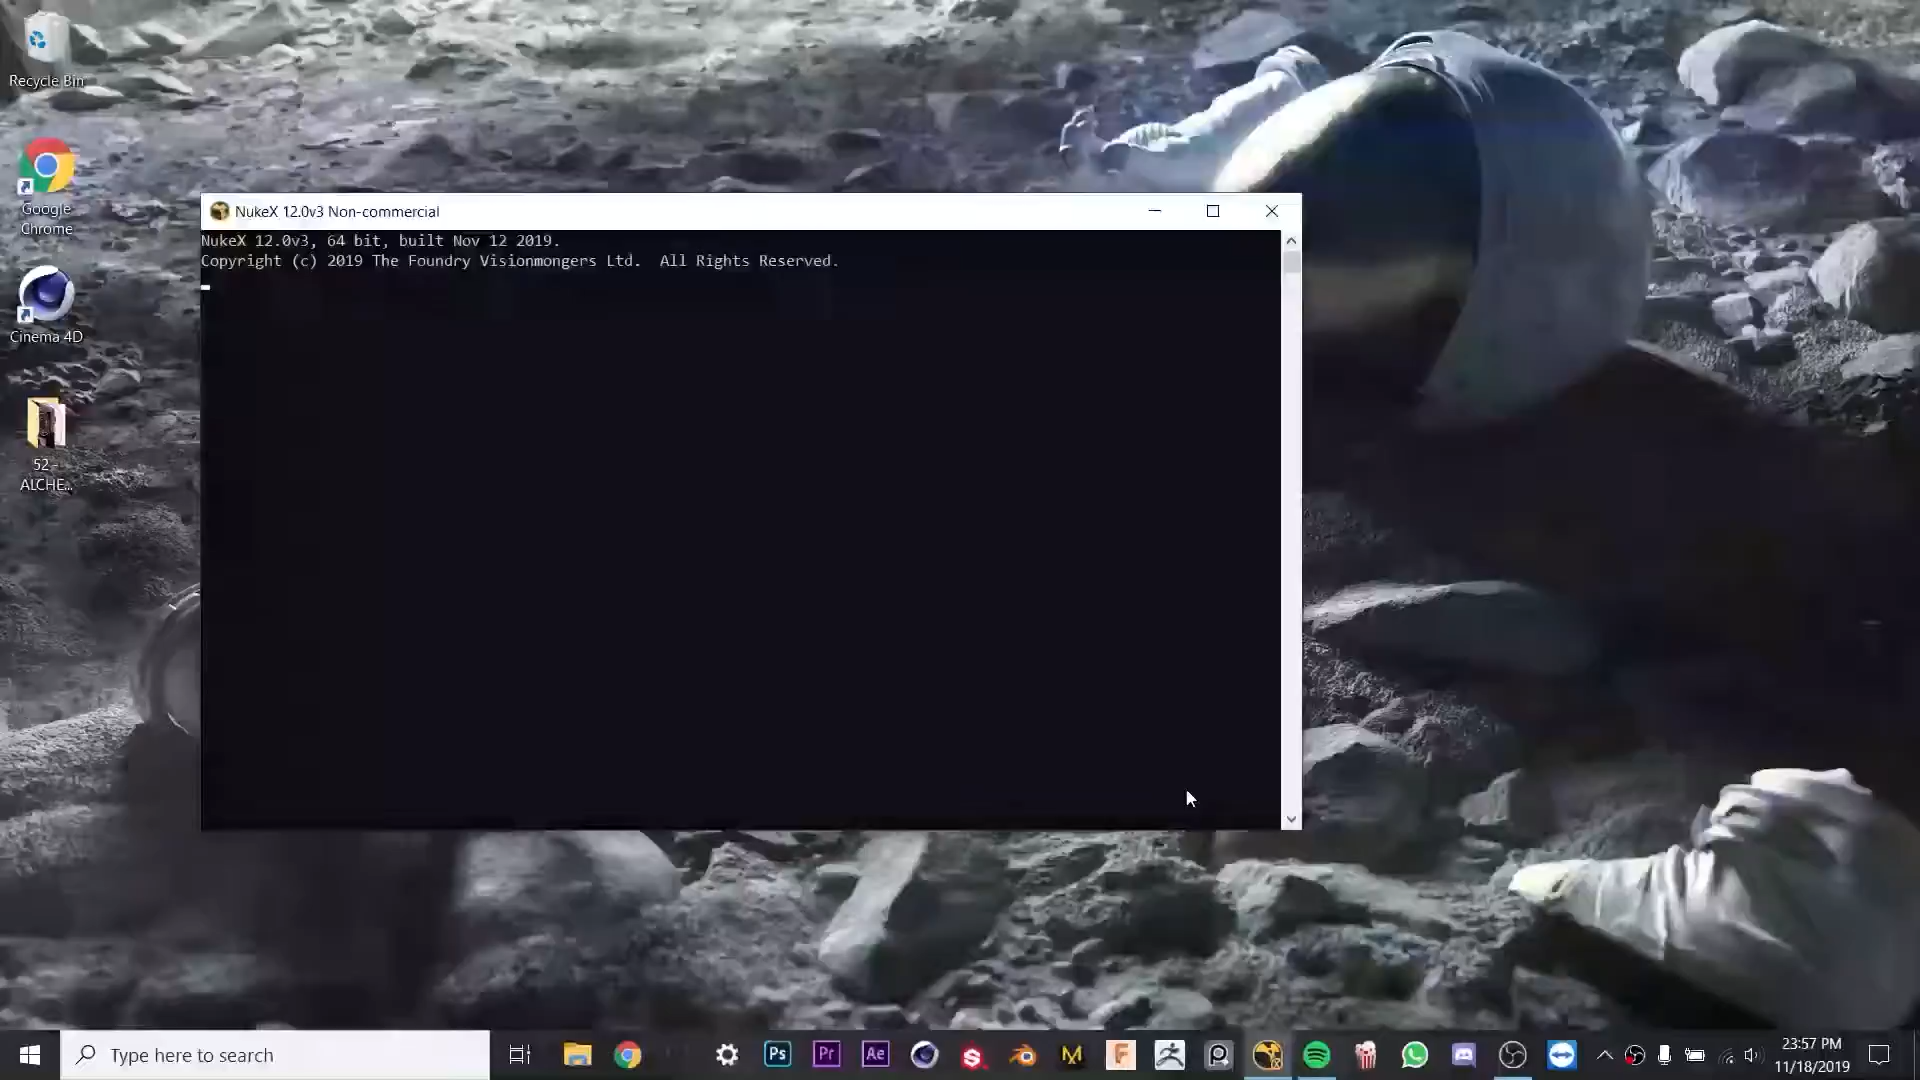 Recycle Bin
Google
Chrome
Cinema 4D
52 -
ALCHE...
NukeX 12.0v3 Non-commercial
NukeX 12.0v3, 64 bit, built Nov 12 2019.
Copyright (c) 2019 The Foundry Visionmongers Ltd.  All Rights Reserved.
Type here to search
Ps
Pr
Ae
23:57 PM
11/18/2019